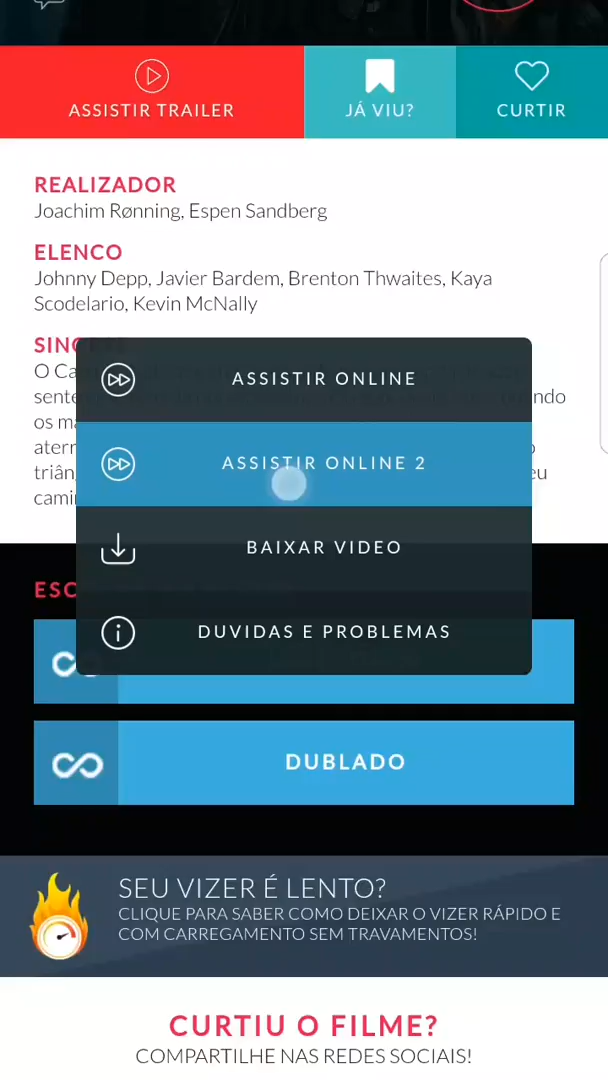 ASSISTIR TRAILER
JÁ VIU?
CURTIR
REALIZADOR
Joachim Rønning, Espen Sandberg
ELENCO
Johnny Depp, Javier Bardem, Brenton Thwaites, Kaya
Scodelario, Kevin McNally
ASSISTIR ONLINE
ASSISTIR ONLINE 2
BAIXAR VIDEO
DUVIDAS E PROBLEMAS
DUBLADO
SEU VIZER É LENTO?
CLIQUE PARA SABER COMO DEIXAR O VIZER RÁPIDO E
COM CARREGAMENTO SEM TRAVAMENTOS!
CURTIU O FILME?
COMPARTILHE NAS REDES SOCIAIS!